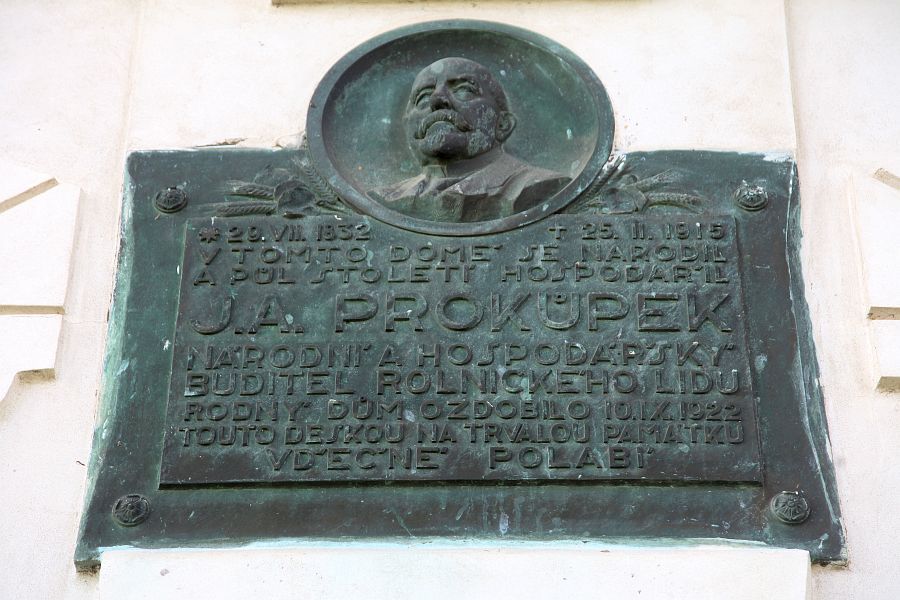 * 29. VII. 1832 + 25. II. 1915
V TOMTO DOMĚ SE NARODIL
A PŮL STOLETÍ HOSPODAŘIL
J.A. PROKŮPEK
NÁRODNÍ A HOSPODÁŘSKÝ
BUDITEL ROLNICKÉHO LIDU
RODNÝ DŮM OZDOBILO 10.IX.1922
TOUTO DESKOU NA TRVALOU PAMÁTKU
VDĚČNÉ POLABÍ